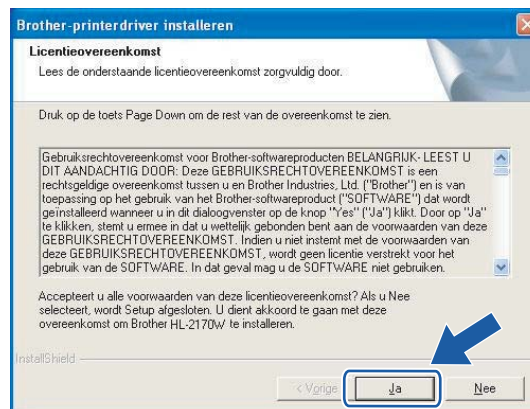 Brother-printerdriver installeren
Licentieovereenkomst
Lees de onderstaande licentieovereenkomst zorgvuldig door.
Druk op de toets Page Down om de rest van de overeenkomst te zien.
Gebruiksrechtovereenkomst voor Brother-softwareproducten BELANGRIJK- LEEST U
DIT AANDACHTIG DOOR: Deze GEBRUIKSRECHTOVEREENKOMST is een
rechtsgeldige overeenkomst tussen u en Brother Industries, Ltd. ("Brother") en is van
toepassing op het gebruik van het Brother-softwareproduct ("SOFTWARE") dat wordt
geïnstalleerd wanneer u in dit dialoogvenster op de knop "Yes" ("Ja") klikt. Door op "Ja"
te klikken, stemt u ermee in dat u wettelijk gebonden bent aan de voorwaarden van deze
GEBRUIKSRECHTOVEREENKOMST. Indien u niet instemt met de voorwaarden van
deze GEBRUIKSRECHTOVEREENKOMST, wordt geen licentie verstrekt voor het
gebruik van de SOFTWARE. In dat geval mag u de SOFTWARE niet gebruiken.
Accepteert u alle voorwaarden van deze licentieovereenkomst? Als u Nee
selecteert, wordt Setup afgesloten. U dient akkoord te gaan met deze
overeenkomst om Brother HL-2170W te installeren.
InstallShield
< Vorige
Ja
Nee